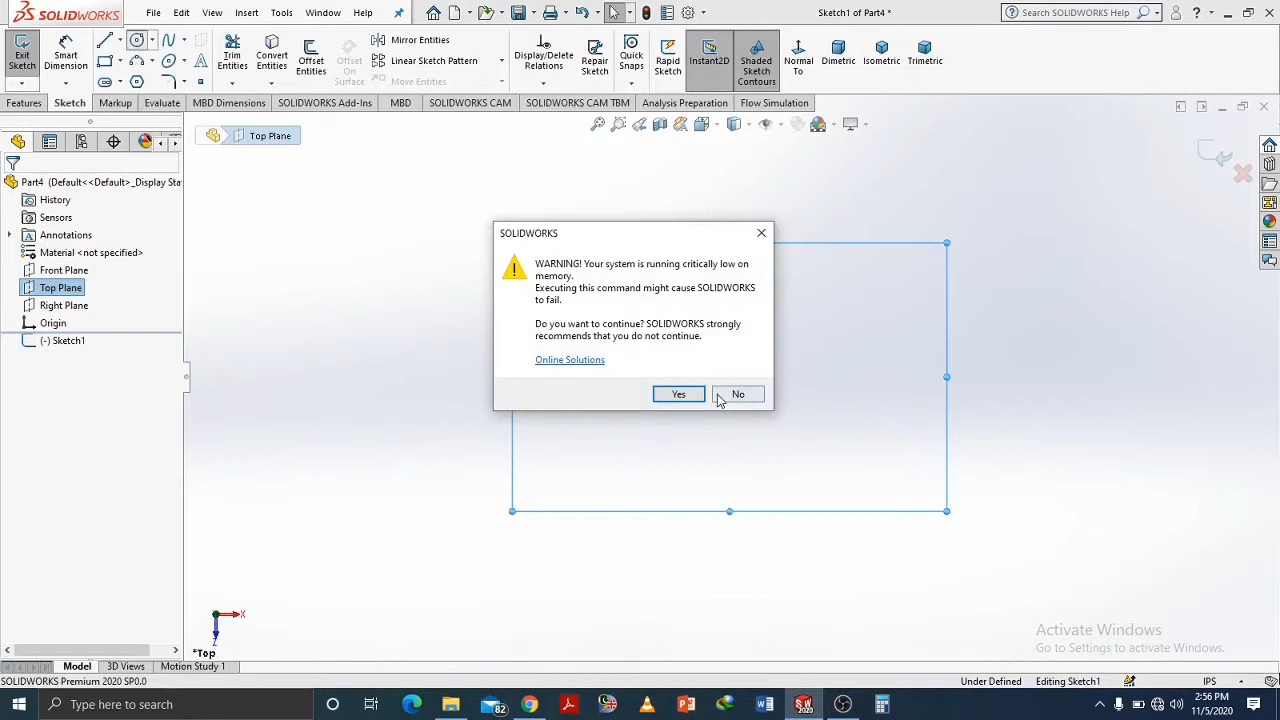 SOLIDWORKS
File Edit View Insert Tools Window Help
Sketch1 of Part4 *
Search SOLIDWORKS Help
Exit Sketch
Smart Dimension
Trim Entities
Convert Entities
Offset Entities
Offset On Surface
Mirror Entities
Linear Sketch Pattern
Move Entities
Display/Delete Relations
Repair Sketch
Quick Snaps
Rapid Sketch
Instant2D
Shaded Sketch Contours
Normal To
Dimetric
Isometric
Trimetric
Features Sketch Markup Evaluate MBD Dimensions SOLIDWORKS Add-Ins MBD SOLIDWORKS CAM SOLIDWORKS CAM TBM Analysis Preparation Flow Simulation
Top Plane
Part4 (Default<<Default>_Display Sta
History
Sensors
Annotations
Material <not specified>
Front Plane
Top Plane
Right Plane
Origin
(-) Sketch1
SOLIDWORKS
WARNING! Your system is running critically low on
memory.
Executing this command might cause SOLIDWORKS
to fail.
Do you want to continue? SOLIDWORKS strongly
recommends that you do not continue.
Online Solutions
Yes No
X
Z
*Top
Activate Windows
Go to Settings to activate Windows.
Model 3D Views Motion Study 1
SOLIDWORKS Premium 2020 SP0.0
Under Defined Editing Sketch1 IPS
Type here to search
82
SW
2020
2:56 PM
11/5/2020